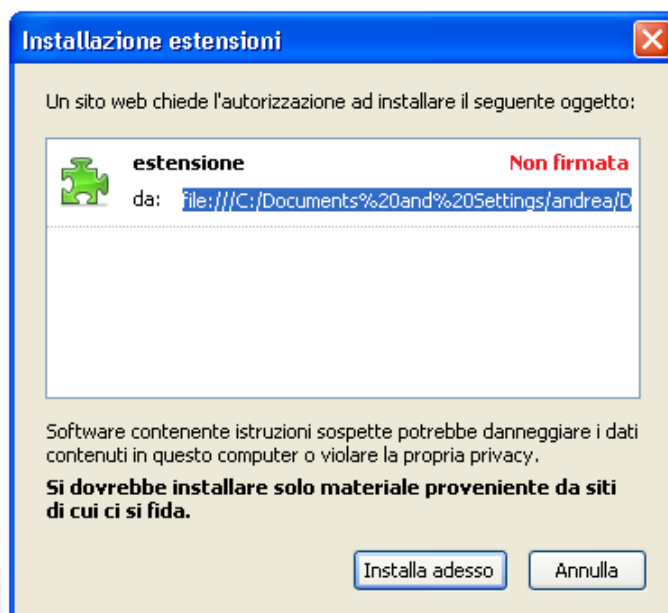 Installazione estensioni
Un sito web chiede l'autorizzazione ad installare il seguente oggetto:
estensione Non firmata
da: file:///C:/Documents%20and%20Settings/andrea/D
Software contenente istruzioni sospette potrebbe danneggiare i dati
contenuti in questo computer o violare la propria privacy.
Si dovrebbe installare solo materiale proveniente da siti
di cui ci si fida.
Installa adesso Annulla